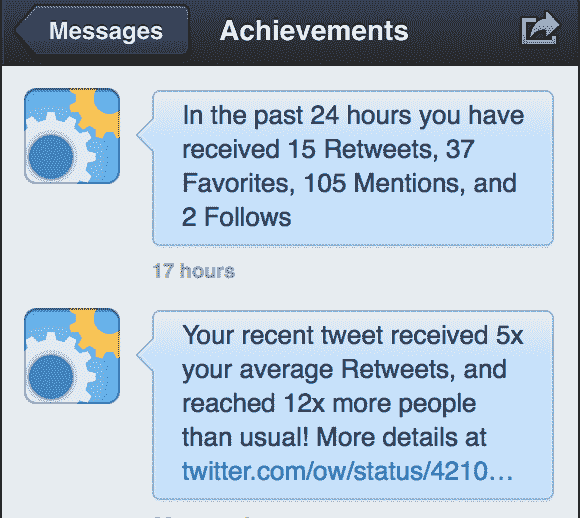 Messages
Achievements
In the past 24 hours you have
received 15 Retweets, 37
Favorites, 105 Mentions, and
2 Follows
17 hours
Your recent tweet received 5x
your average Retweets, and
reached 12x more people
than usual! More details at
twitter.com/ow/status/4210...